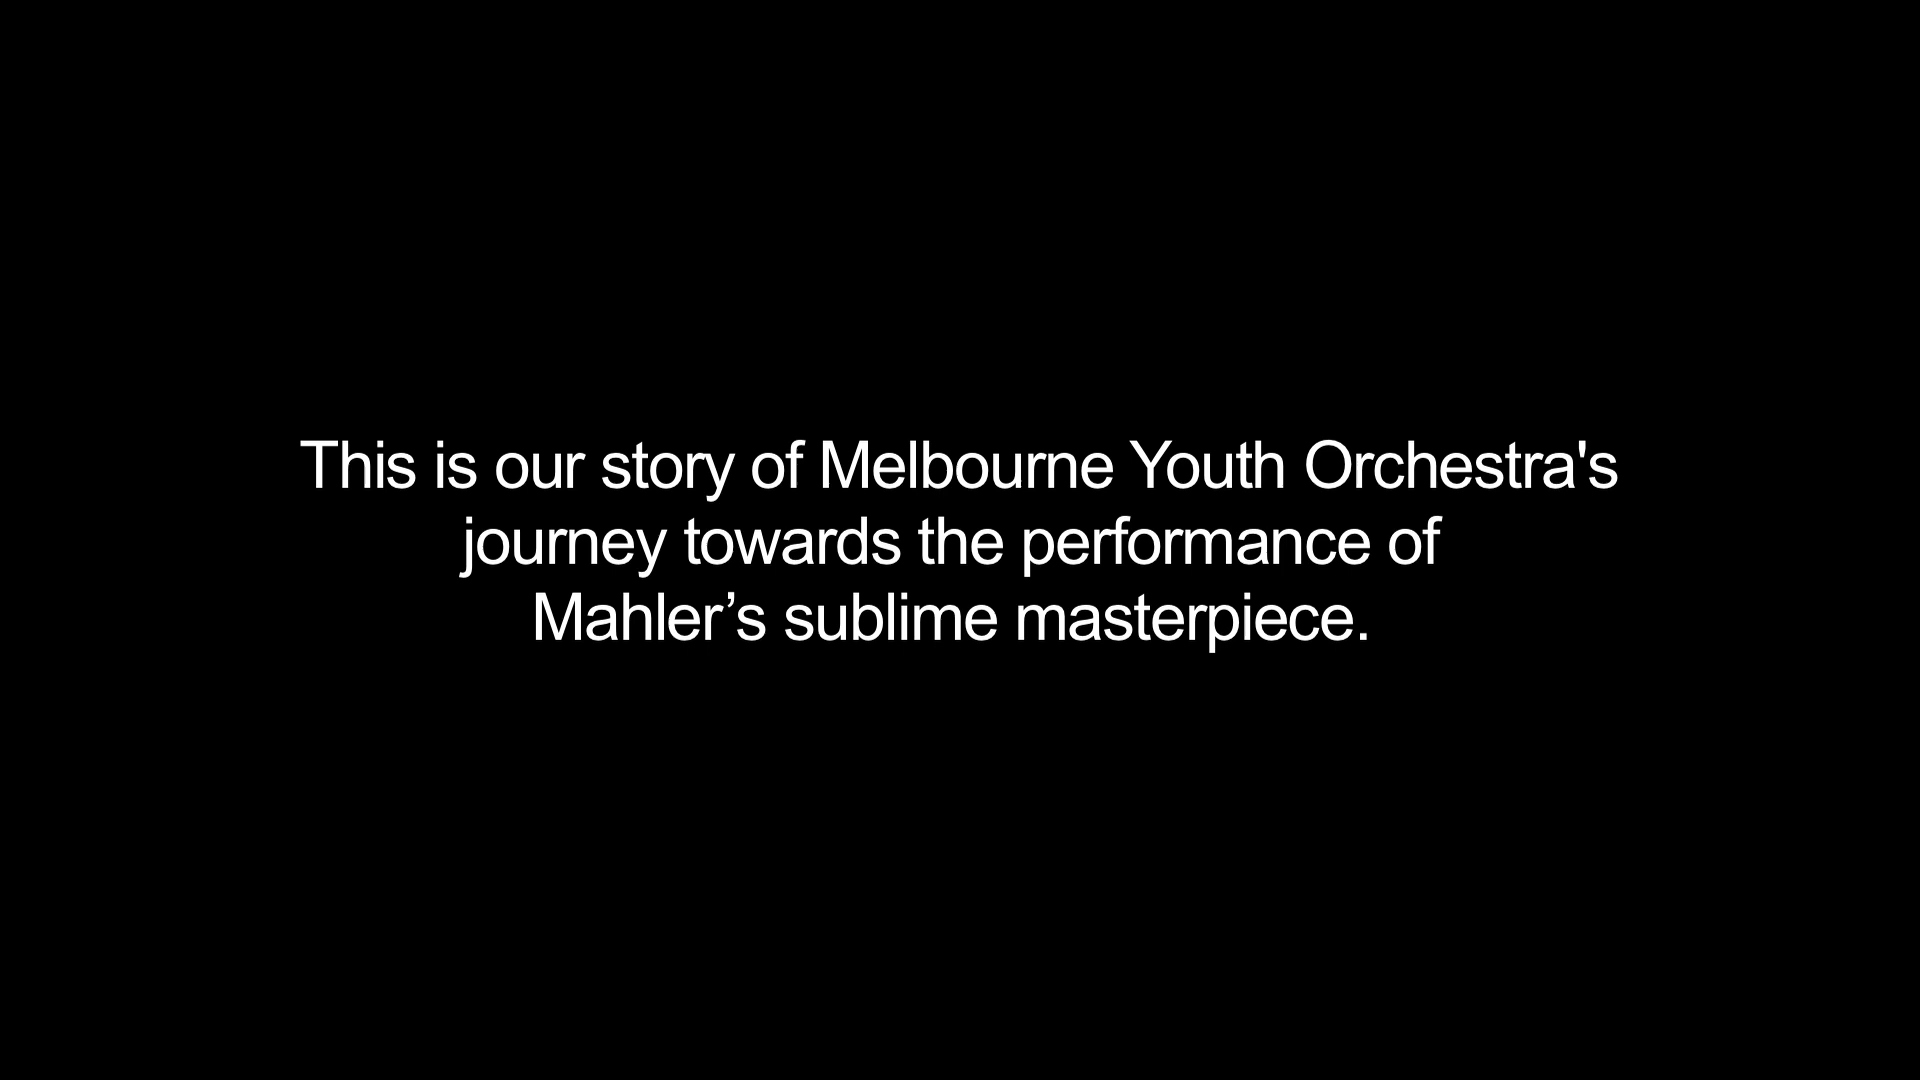 This is our story of Melbourne Youth Orchestra's
journey towards the performance of
Mahler’s sublime masterpiece.